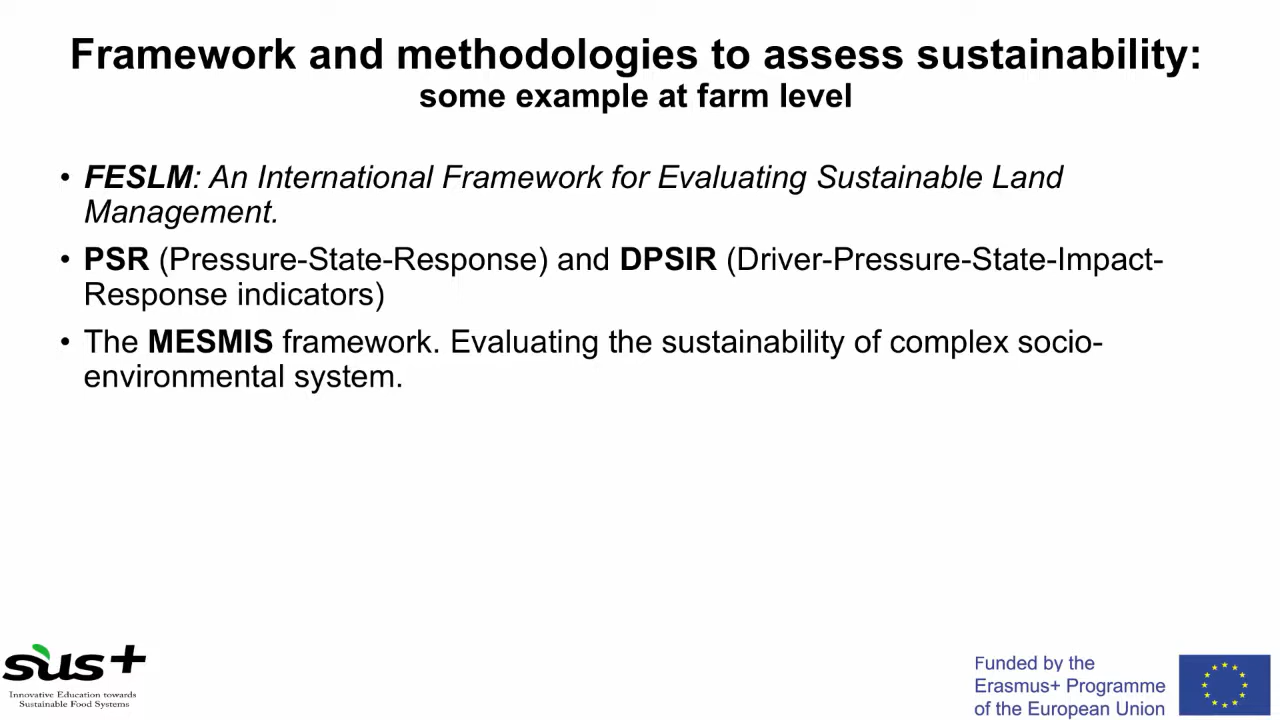 Framework and methodologies to assess sustainability:
some example at farm level
• FESLM: An International Framework for Evaluating Sustainable Land
Management.
• PSR (Pressure-State-Response) and DPSIR (Driver-Pressure-State-Impact-
Response indicators)
• The MESMIS framework. Evaluating the sustainability of complex socio-
environmental system.
sus+
Innovative Education towards
Sustainable Food Systems
Funded by the
Erasmus+ Programme
of the European Union